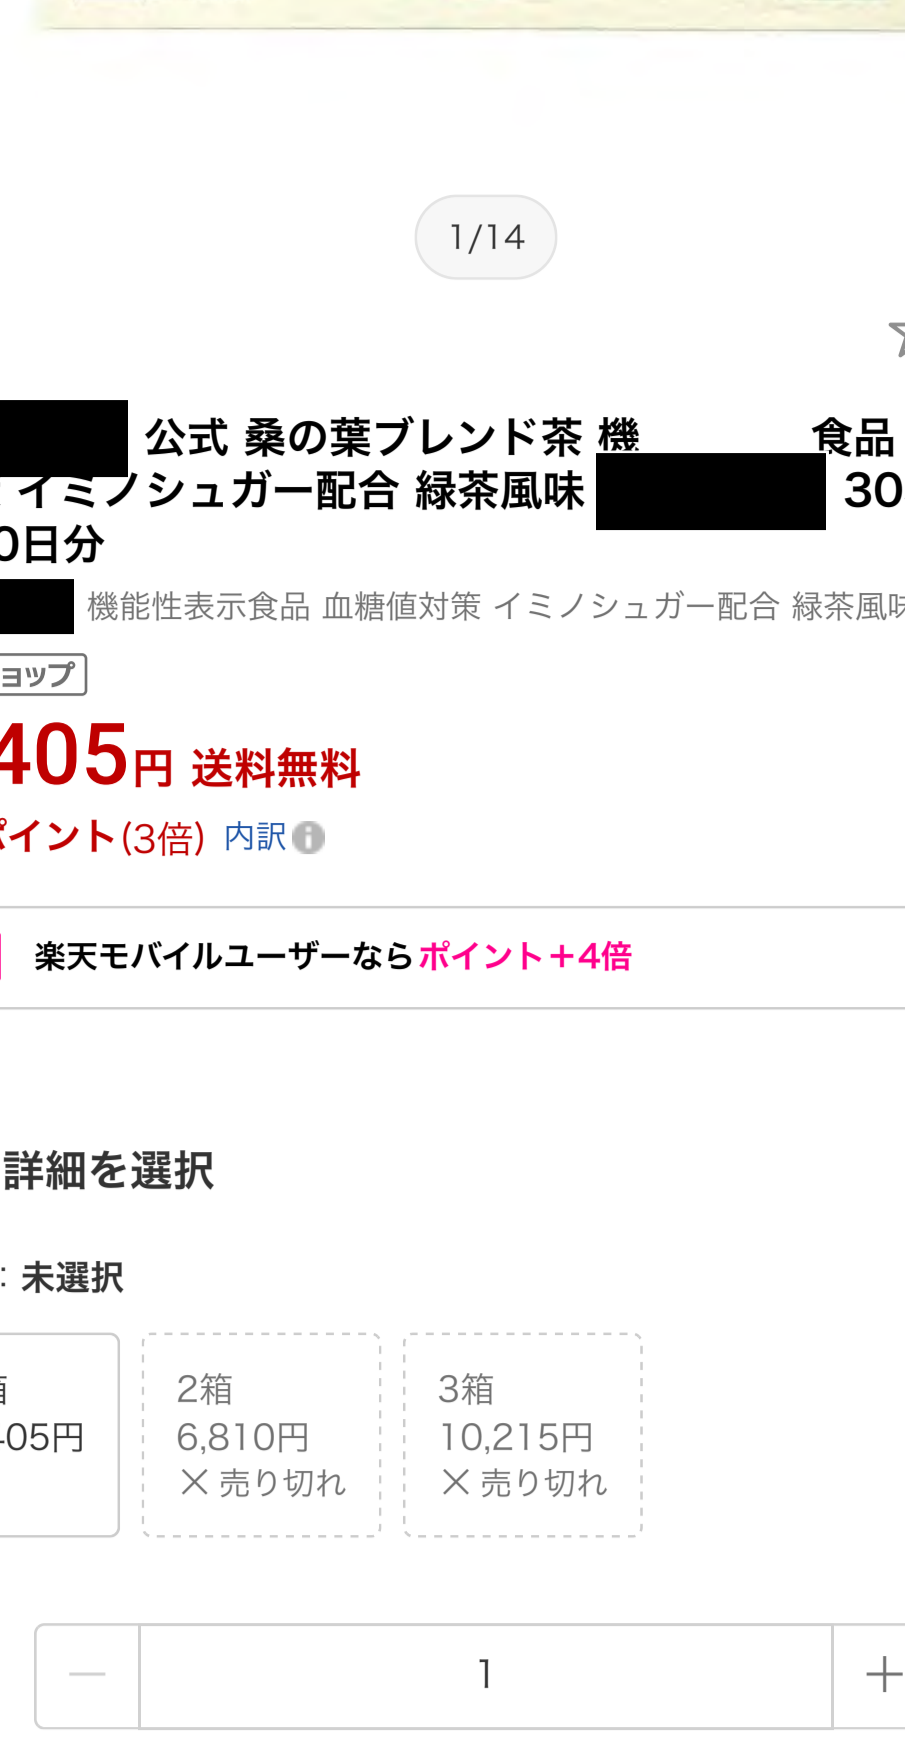 1/14
公式 桑の葉ブレンド茶 機 食品
イミノシュガー配合 緑茶風味 30
0日分
機能性表示食品 血糖値対策 イミノシュガー配合 緑茶風味
ョップ
405円 送料無料
ポイント(3倍) 内訳
楽天モバイルユーザーならポイント+4倍
詳細を選択
: 未選択
2箱 3箱
405円 6,810円 10,215円
× 売り切れ × 売り切れ
− 1 +